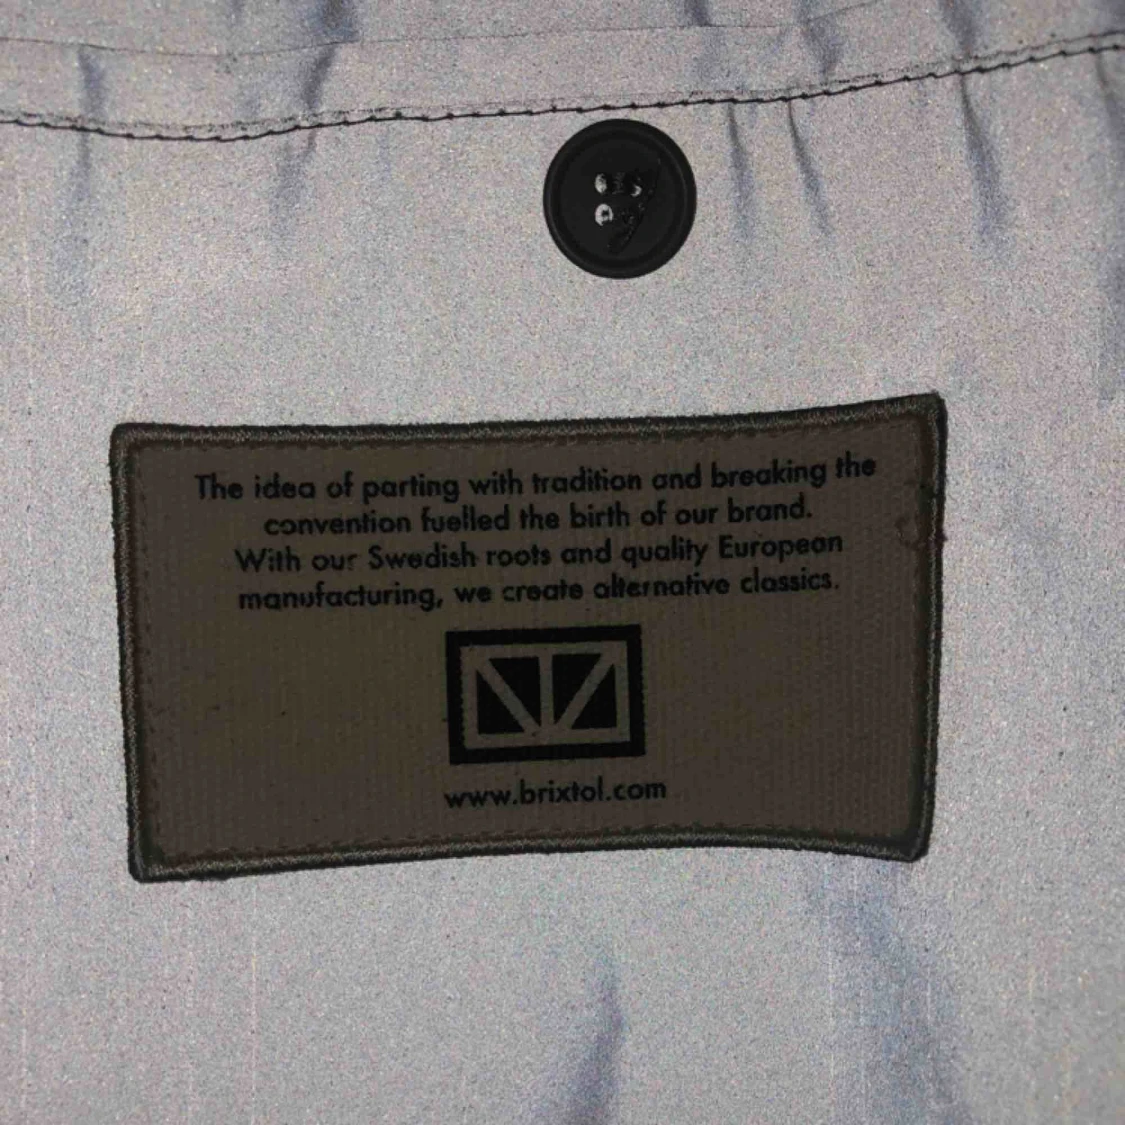 The idea of parting with tradition and breaking the
convention fuelled the birth of our brand.
With our Swedish roots and quality European
manufacturing, we create alternative classics.
www.brixtol.com